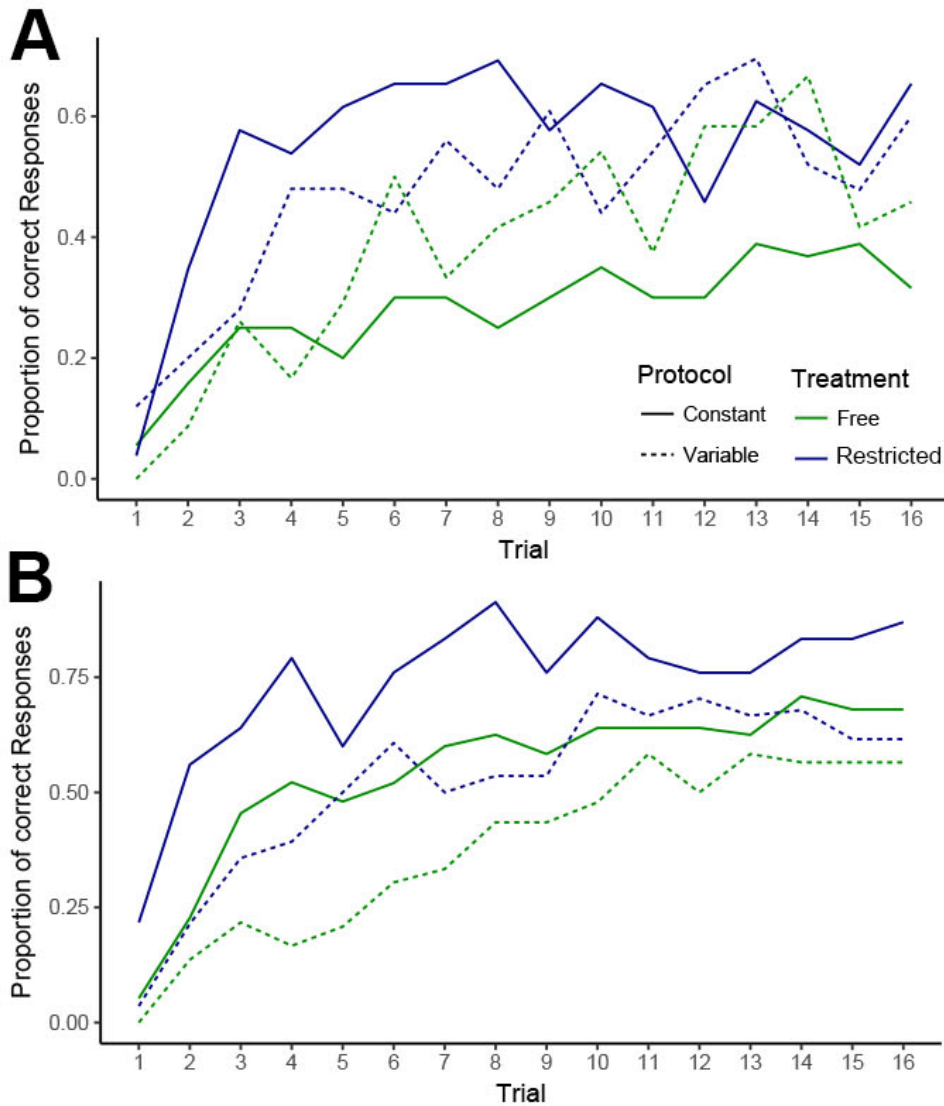 A
Proportion of correct Responses
0.6
0.4
0.2
0.0
Protocol
Constant
Variable
Treatment
Free
Restricted
1 2 3 4 5 6 7 8 9 10 11 12 13 14 15 16
Trial
B
Proportion of correct Responses
0.75
0.50
0.25
0.00
1 2 3 4 5 6 7 8 9 10 11 12 13 14 15 16
Trial